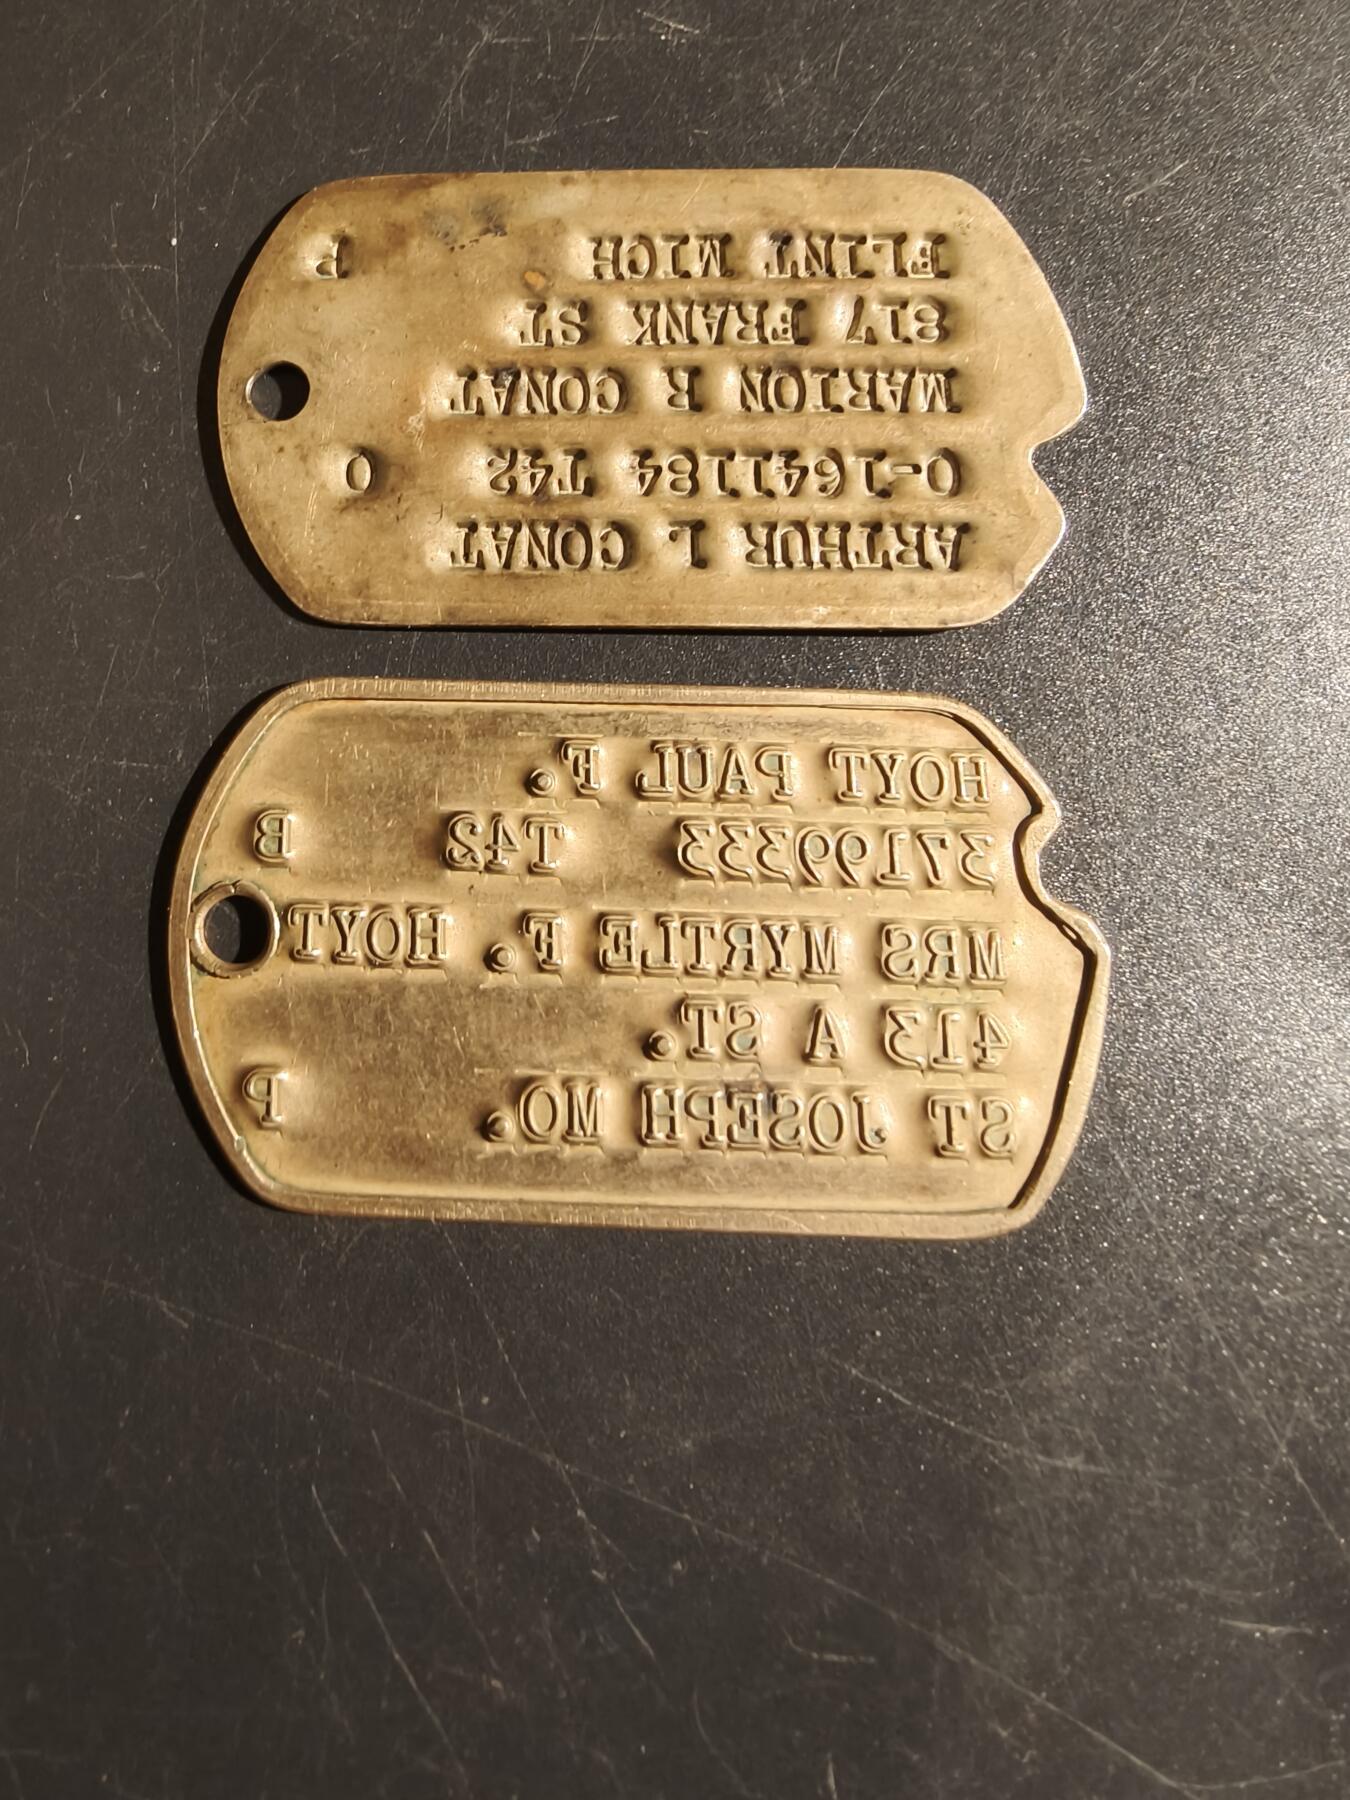 ARTHUR L CONAT
O-1641184 T42 O
MARION R CONAT
817 FRANK ST
FLINT MICH P
HOYT PAUL F.
37199333 T42 B
MRS MYRTLE F. HOYT
413 A ST.
ST JOSEPH MO. P